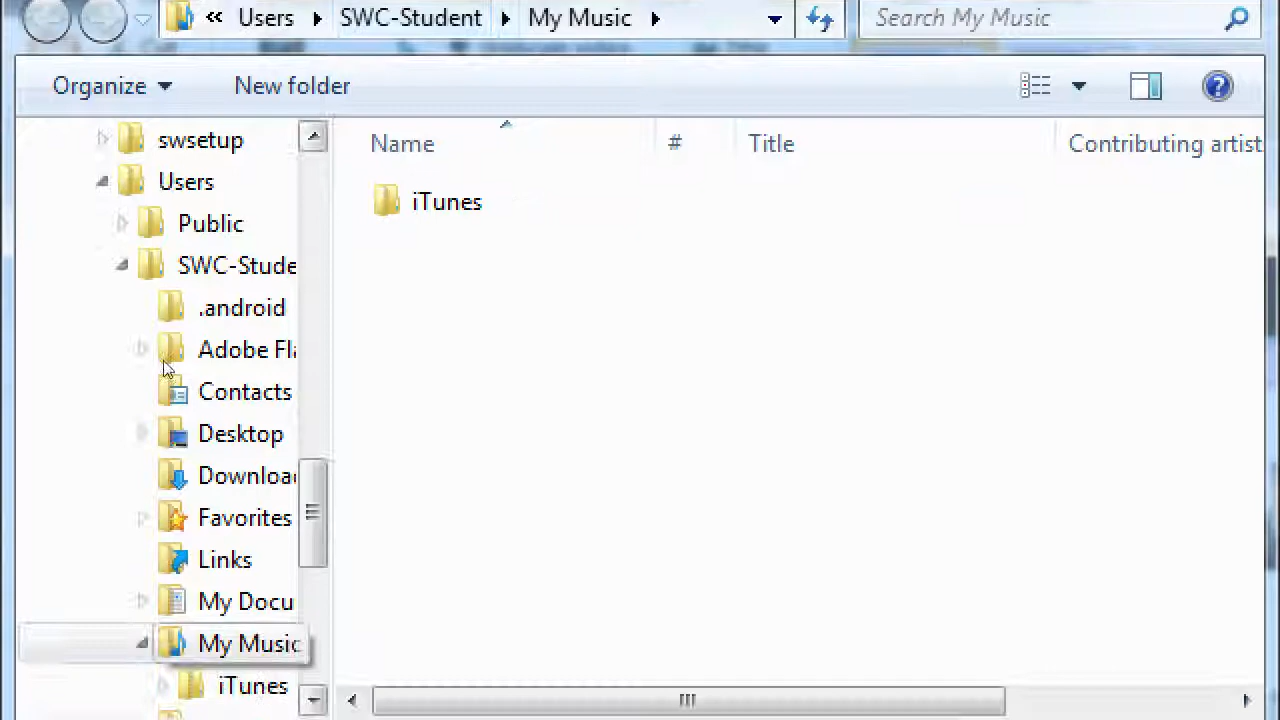 « Users ▸ SWC-Student ▸ My Music ▸ Search My Music
Organize New folder
Name # Title Contributing artist
swsetup
Users
Public
SWC-Stude
.android
Adobe Fla
Contacts
Desktop
Downloa
Favorites
Links
My Docu
My Music
iTunes
iTunes